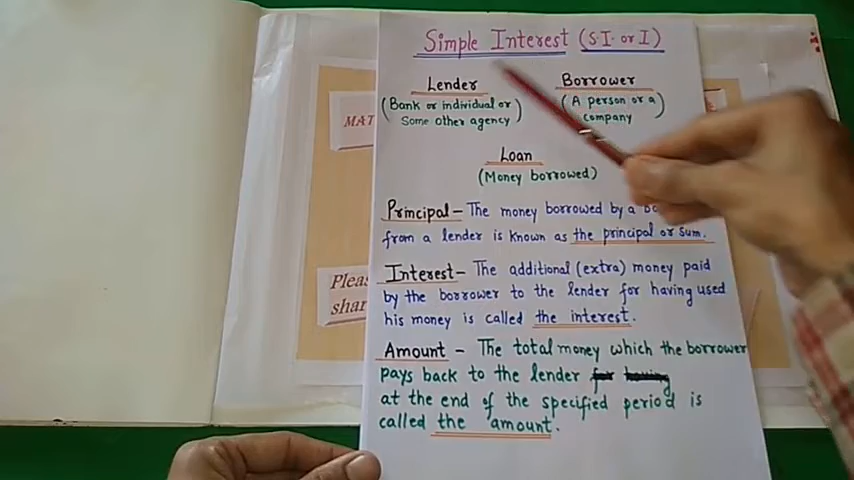 Simple Interest (S.I. or I)
Lender
Borrower
(Bank or individual or
Some other agency)
(A person or a
company)
Loan
(Money borrowed)
Principal - The money borrowed by a
from a lender is known as the principal or sum.
Interest - The additional (extra) money paid
by the borrower to the lender for having used
his money is called the interest.
Amount - The total money which the borrower
pays back to the lender
at the end of the specified period is
called the amount.
MAT
Pleas
shar